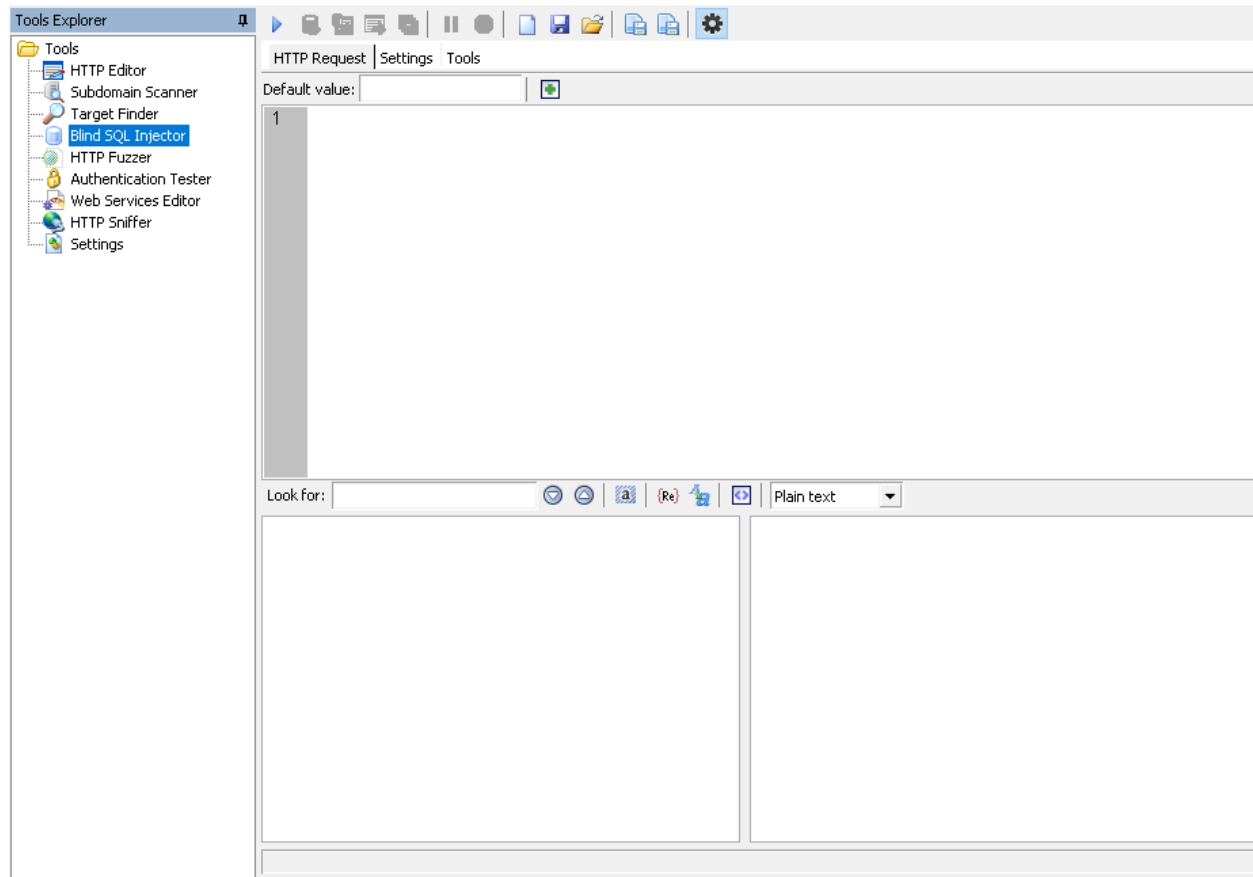 Tools Explorer
Tools
HTTP Editor
Subdomain Scanner
Target Finder
Blind SQL Injector
HTTP Fuzzer
Authentication Tester
Web Services Editor
HTTP Sniffer
Settings
HTTP Request Settings Tools
Default value:
1
Look for: a {Re} Plain text